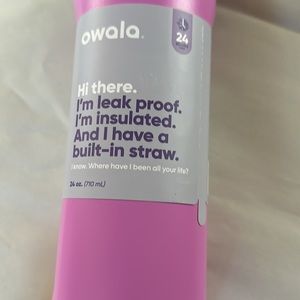 owala
24
Hi there.
I'm leak proof.
I'm insulated.
And I have a
built-in straw.
I know. Where have I been all your life?
24 oz. (710 mL)